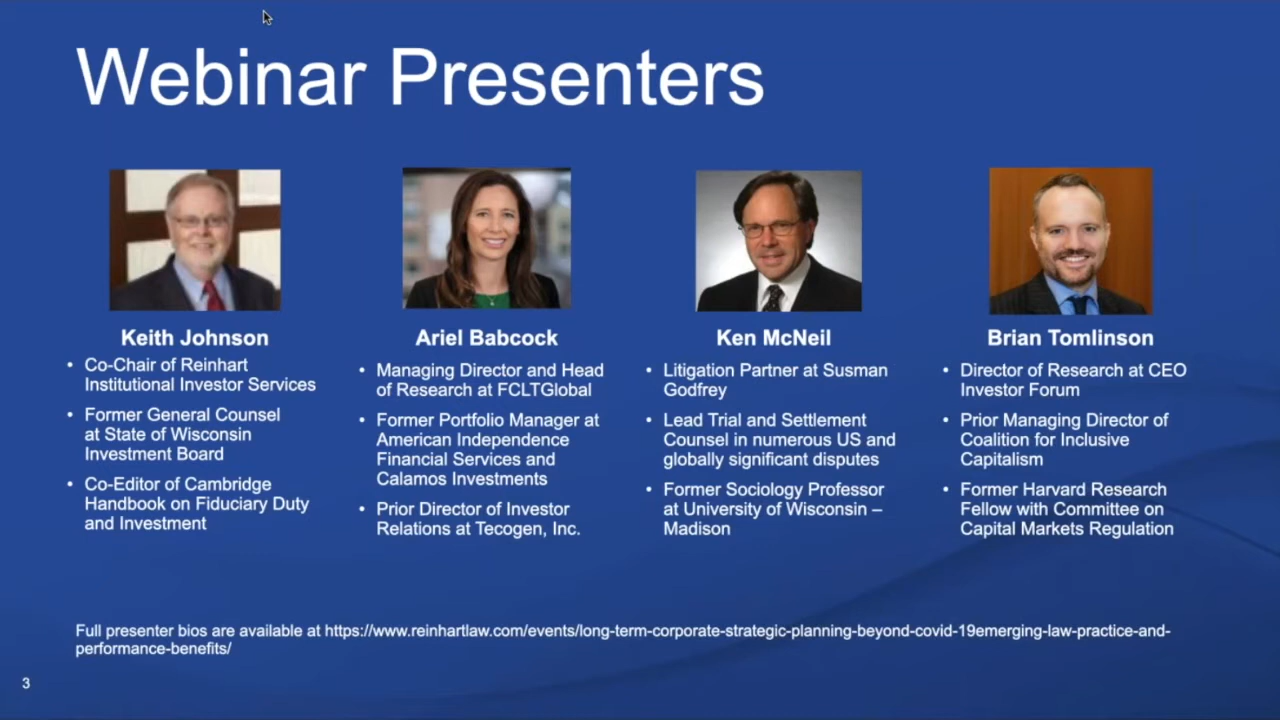 Webinar Presenters
Keith Johnson
• Co-Chair of Reinhart
Institutional Investor Services
• Former General Counsel
at State of Wisconsin
Investment Board
• Co-Editor of Cambridge
Handbook on Fiduciary Duty
and Investment
Ariel Babcock
• Managing Director and Head
of Research at FCLTGlobal
• Former Portfolio Manager at
American Independence
Financial Services and
Calamos Investments
• Prior Director of Investor
Relations at Tecogen, Inc.
Ken McNeil
• Litigation Partner at Susman
Godfrey
• Lead Trial and Settlement
Counsel in numerous US and
globally significant disputes
• Former Sociology Professor
at University of Wisconsin –
Madison
Brian Tomlinson
• Director of Research at CEO
Investor Forum
• Prior Managing Director of
Coalition for Inclusive
Capitalism
• Former Harvard Research
Fellow with Committee on
Capital Markets Regulation
Full presenter bios are available at https://www.reinhartlaw.com/events/long-term-corporate-strategic-planning-beyond-covid-19emerging-law-practice-and-
performance-benefits/
3